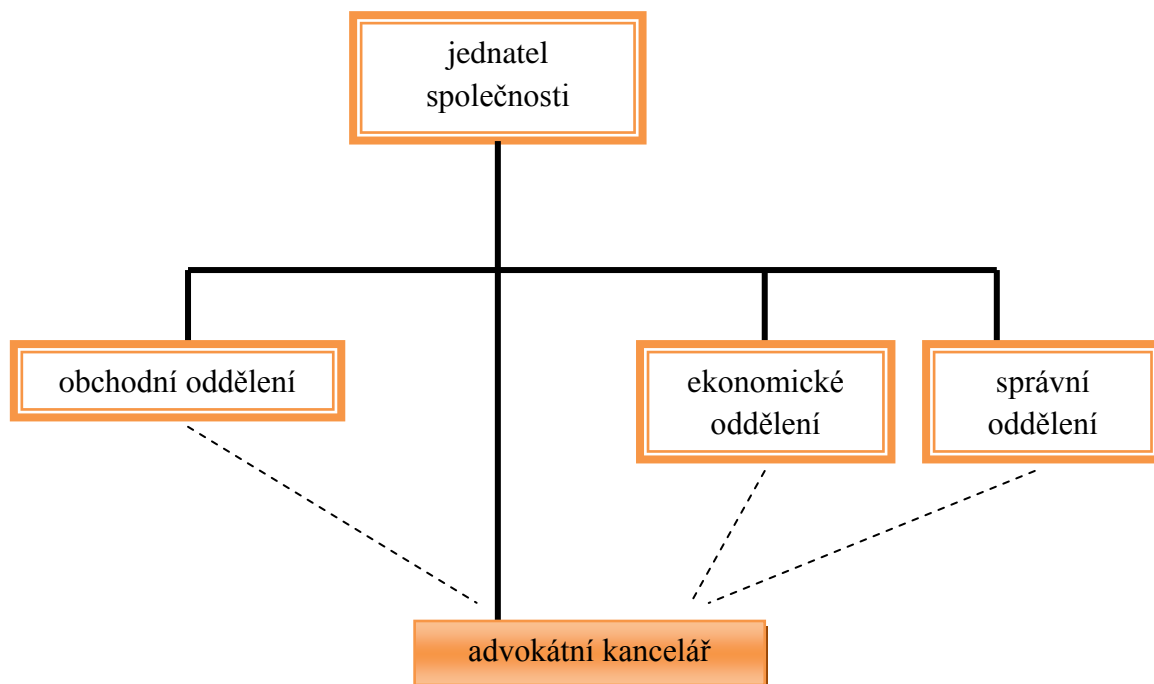 jednatel
společnosti
obchodní oddělení
ekonomické
oddělení
správní
oddělení
advokátní kancelář